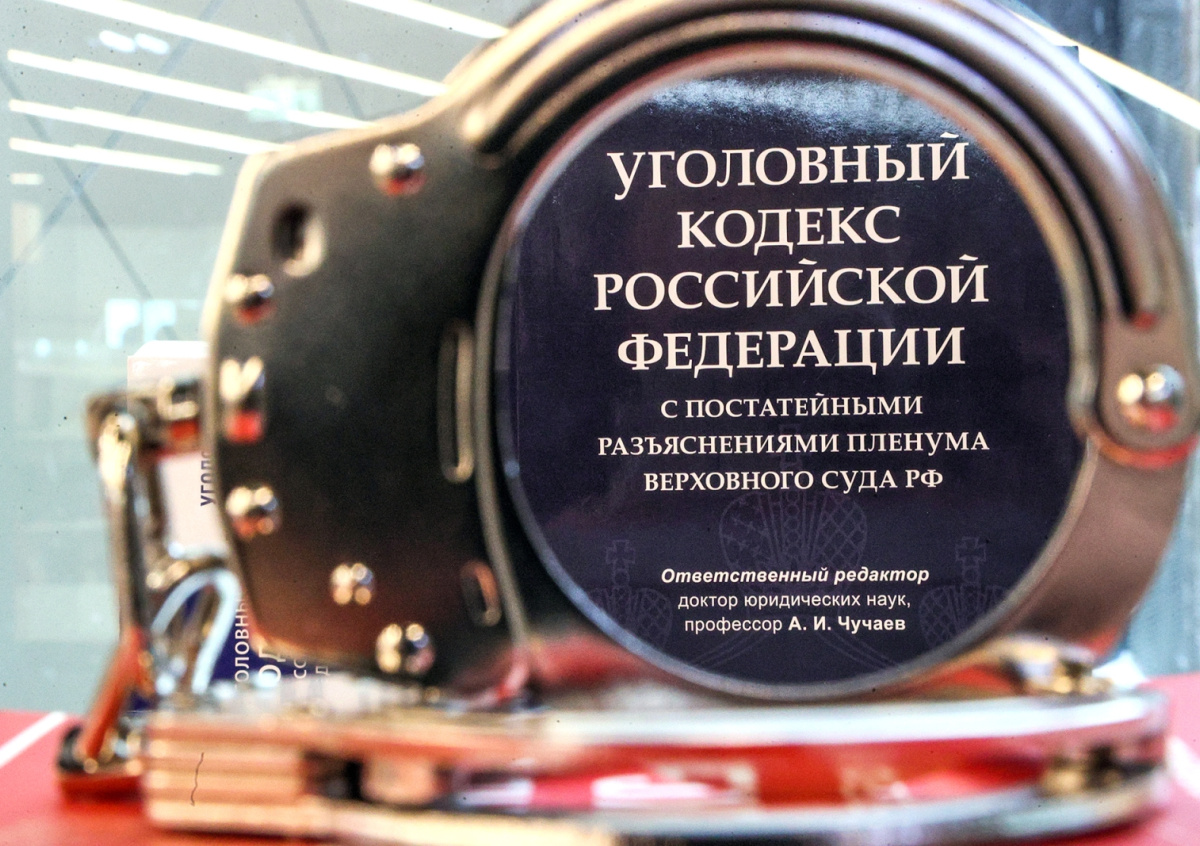 УГОЛОВНЫЙ
КОДЕКС
РОССИЙСКОЙ
ФЕДЕРАЦИИ
С ПОСТАТЕЙНЫМИ
РАЗЪЯСНЕНИЯМИ ПЛЕНУМА
ВЕРХОВНОГО СУДА РФ
Ответственный редактор
доктор юридических наук,
профессор А. И. Чучаев